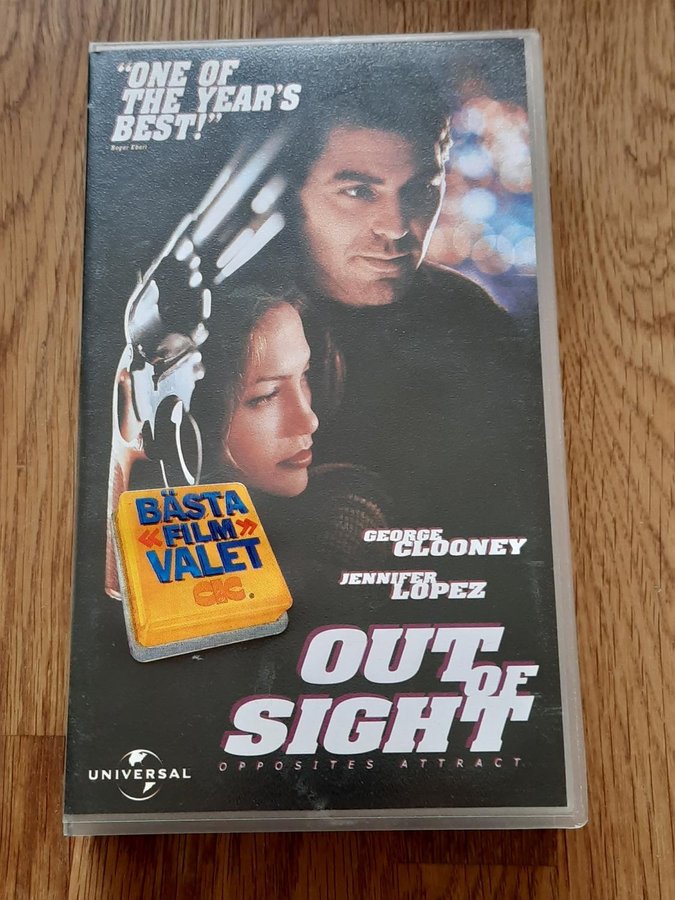 "ONE OF
THE YEAR'S
BEST!"
Roger Ebert
BÄSTA
«FILM»
VALET
CIC.
GEORGE
CLOONEY
JENNIFER
LOPEZ
OUT OF
SIGHT
OPPOSITES ATTRACT
UNIVERSAL